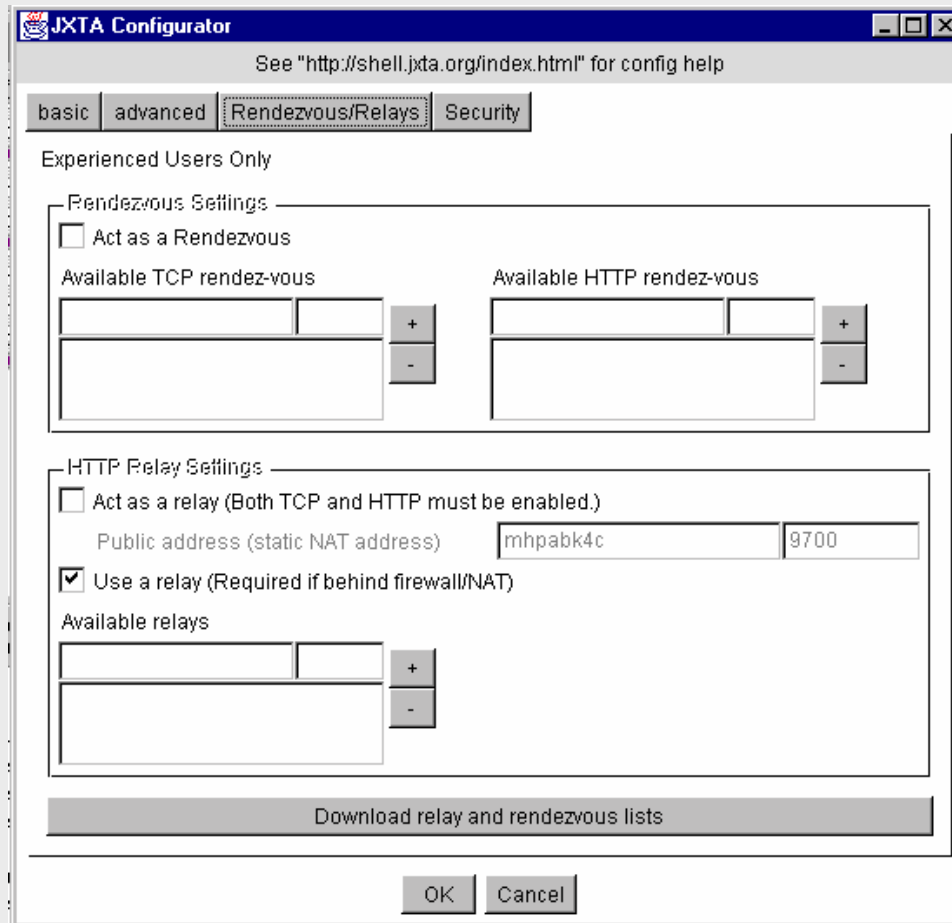 JXTA Configurator
See "http://shell.jxta.org/index.html" for config help
basic advanced Rendezvous/Relays Security
Experienced Users Only
Rendezvous Settings
Act as a Rendezvous
Available TCP rendez-vous Available HTTP rendez-vous
+ +
- -
HTTP Relay Settings
Act as a relay (Both TCP and HTTP must be enabled.)
Public address (static NAT address) mhpabk4c 9700
Use a relay (Required if behind firewall/NAT)
Available relays
+
-
Download relay and rendezvous lists
OK Cancel